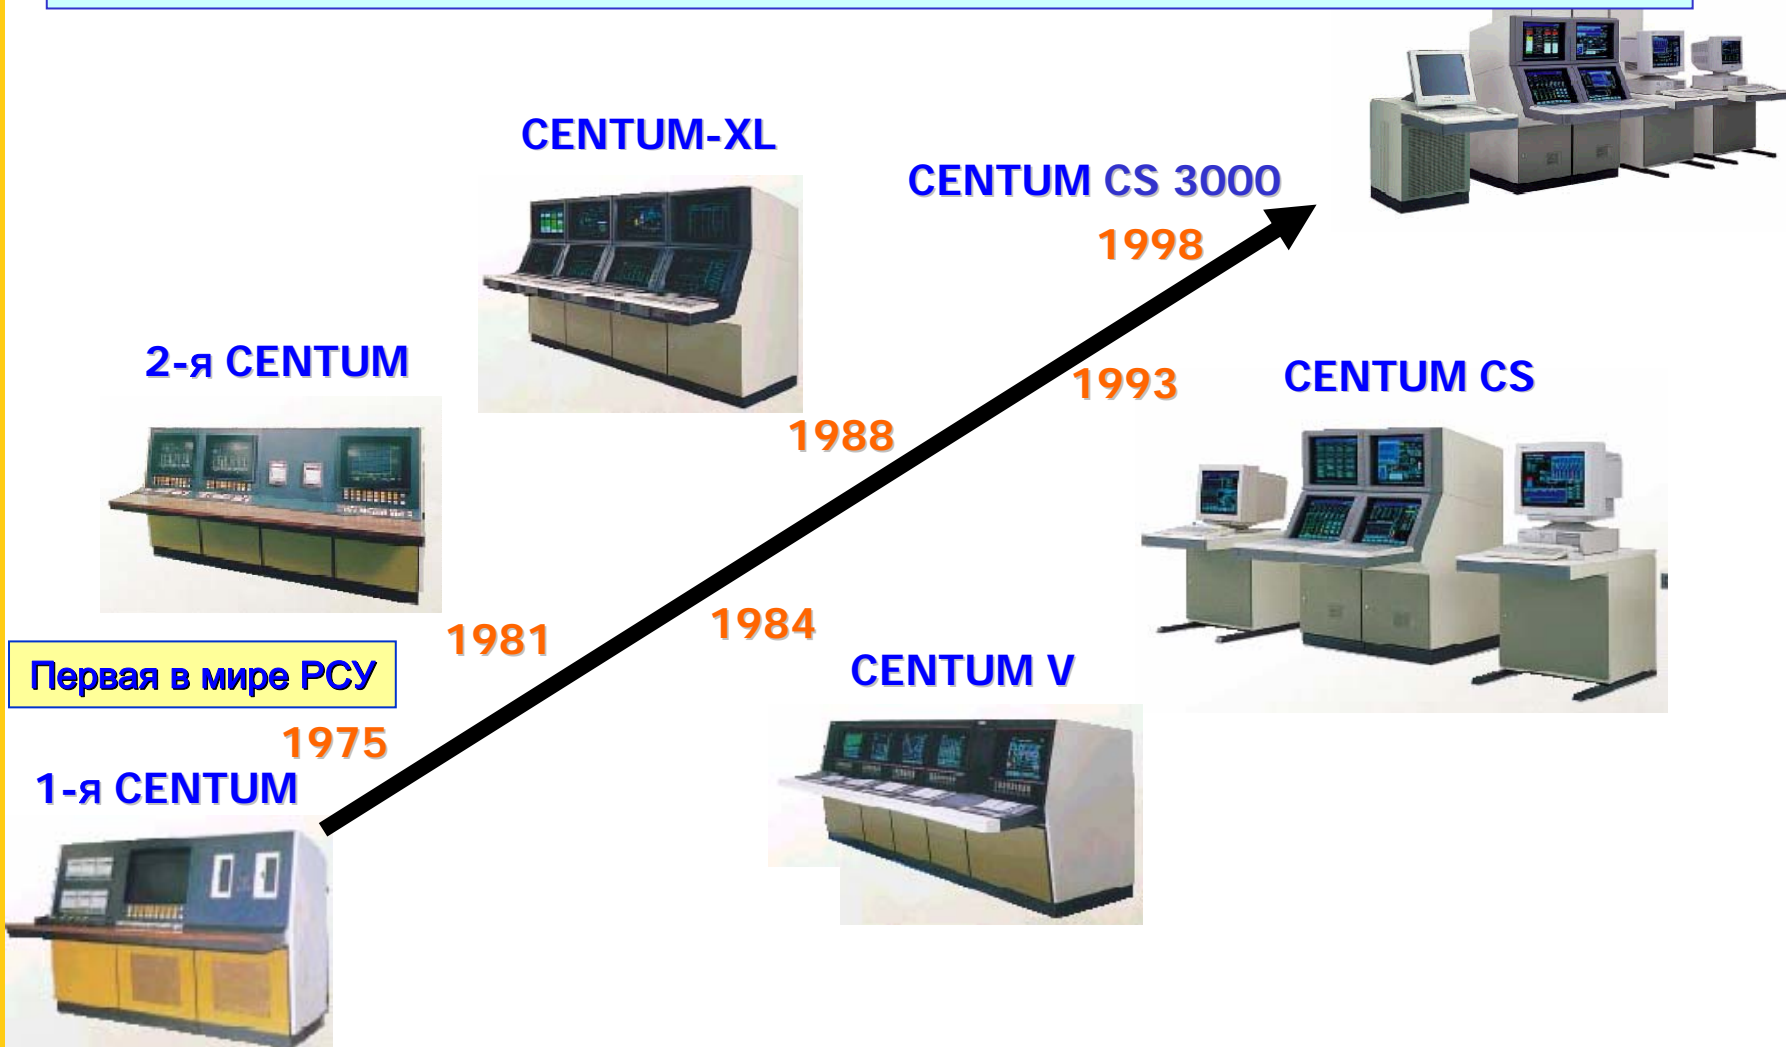 CENTUM-XL
CENTUM CS 3000
1998
2-я CENTUM
1993
CENTUM CS
1988
1981
1984
Первая в мире РСУ
CENTUM V
1975
1-я CENTUM